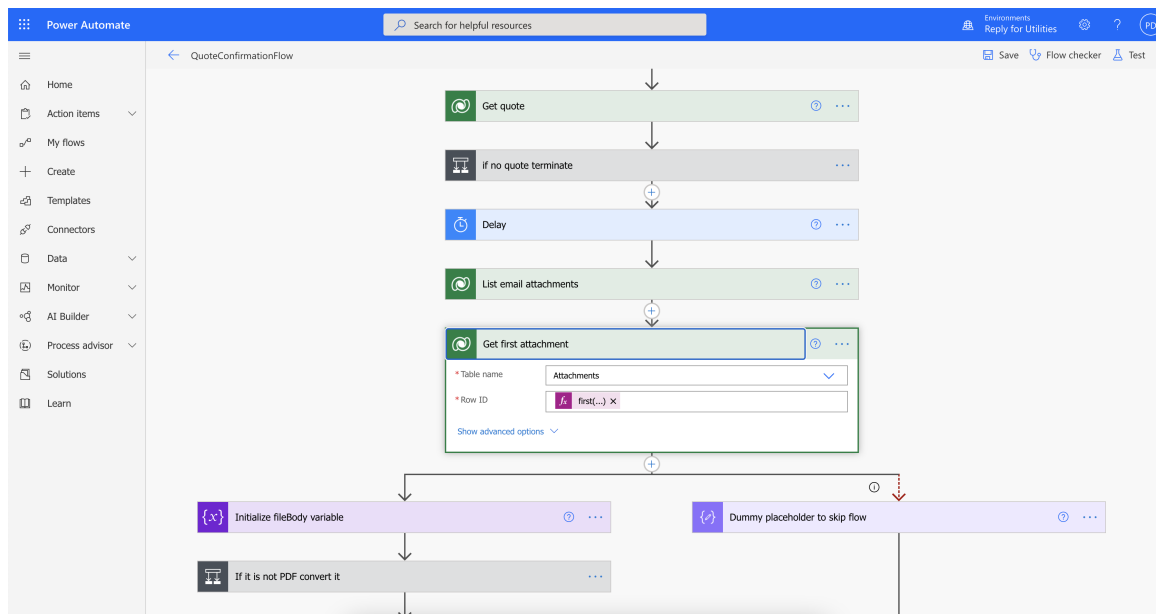 Power Automate
Search for helpful resources
Environments
Reply for Utilities
?
PD
QuoteConfirmationFlow
Save
Flow checker
Test
Home
Action items
My flows
Create
Templates
Connectors
Data
Monitor
AI Builder
Process advisor
Solutions
Learn
Get quote
if no quote terminate
Delay
List email attachments
Get first attachment
* Table name
Attachments
* Row ID
fx first(...) ×
Show advanced options
{x} Initialize fileBody variable
Dummy placeholder to skip flow
If it is not PDF convert it